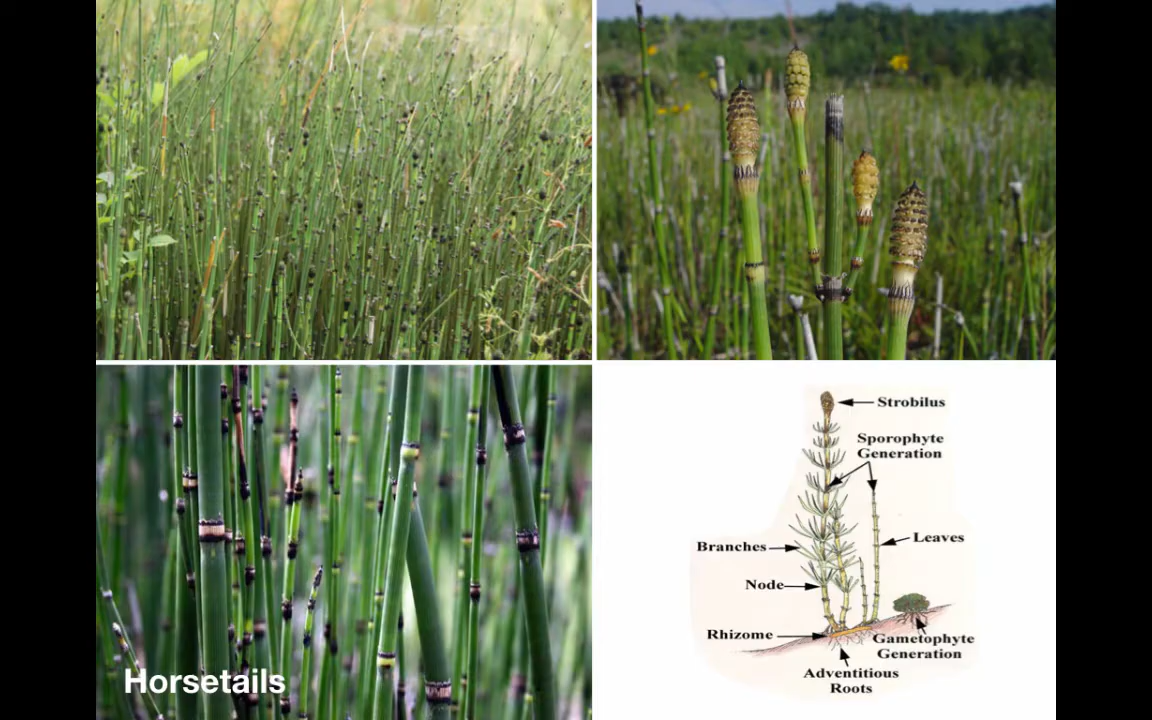 Strobilus
Sporophyte
Generation
Leaves
Branches
Node
Rhizome
Gametophyte
Generation
Adventitious
Roots
Horsetails